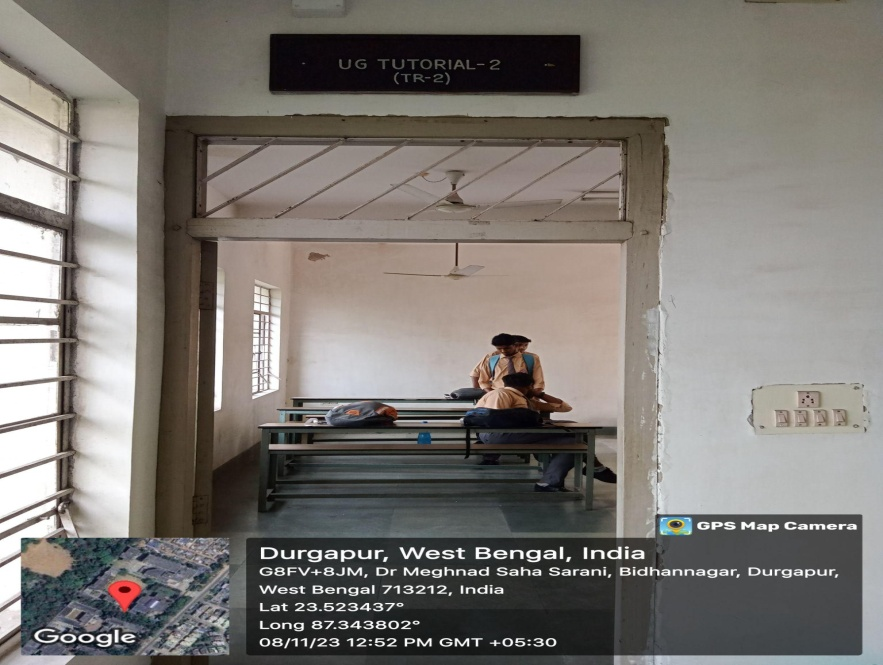 UG TUTORIAL-2
(TR-2)
GPS Map Camera
Durgapur, West Bengal, India
G8FV+8JM, Dr Meghnad Saha Sarani, Bidhannagar, Durgapur,
West Bengal 713212, India
Lat 23.523437°
Long 87.343802°
08/11/23 12:52 PM GMT +05:30
Google